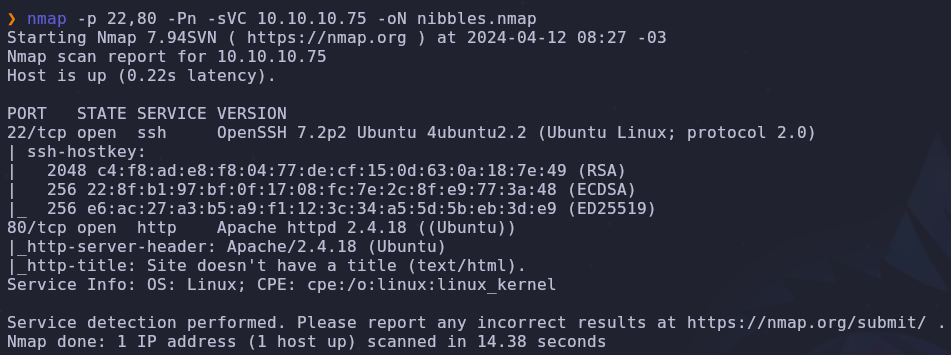 ❯ nmap -p 22,80 -Pn -sVC 10.10.10.75 -oN nibbles.nmap
Starting Nmap 7.94SVN ( https://nmap.org ) at 2024-04-12 08:27 -03
Nmap scan report for 10.10.10.75
Host is up (0.22s latency).

PORT   STATE SERVICE VERSION
22/tcp open  ssh     OpenSSH 7.2p2 Ubuntu 4ubuntu2.2 (Ubuntu Linux; protocol 2.0)
| ssh-hostkey:
|   2048 c4:f8:ad:e8:f8:04:77:de:cf:15:0d:63:0a:18:7e:49 (RSA)
|   256 22:8f:b1:97:bf:0f:17:08:fc:7e:2c:8f:e9:77:3a:48 (ECDSA)
|_  256 e6:ac:27:a3:b5:a9:f1:12:3c:34:a5:5d:5b:eb:3d:e9 (ED25519)
80/tcp open  http    Apache httpd 2.4.18 ((Ubuntu))
|_http-server-header: Apache/2.4.18 (Ubuntu)
|_http-title: Site doesn't have a title (text/html).
Service Info: OS: Linux; CPE: cpe:/o:linux:linux_kernel

Service detection performed. Please report any incorrect results at https://nmap.org/submit/ .
Nmap done: 1 IP address (1 host up) scanned in 14.38 seconds